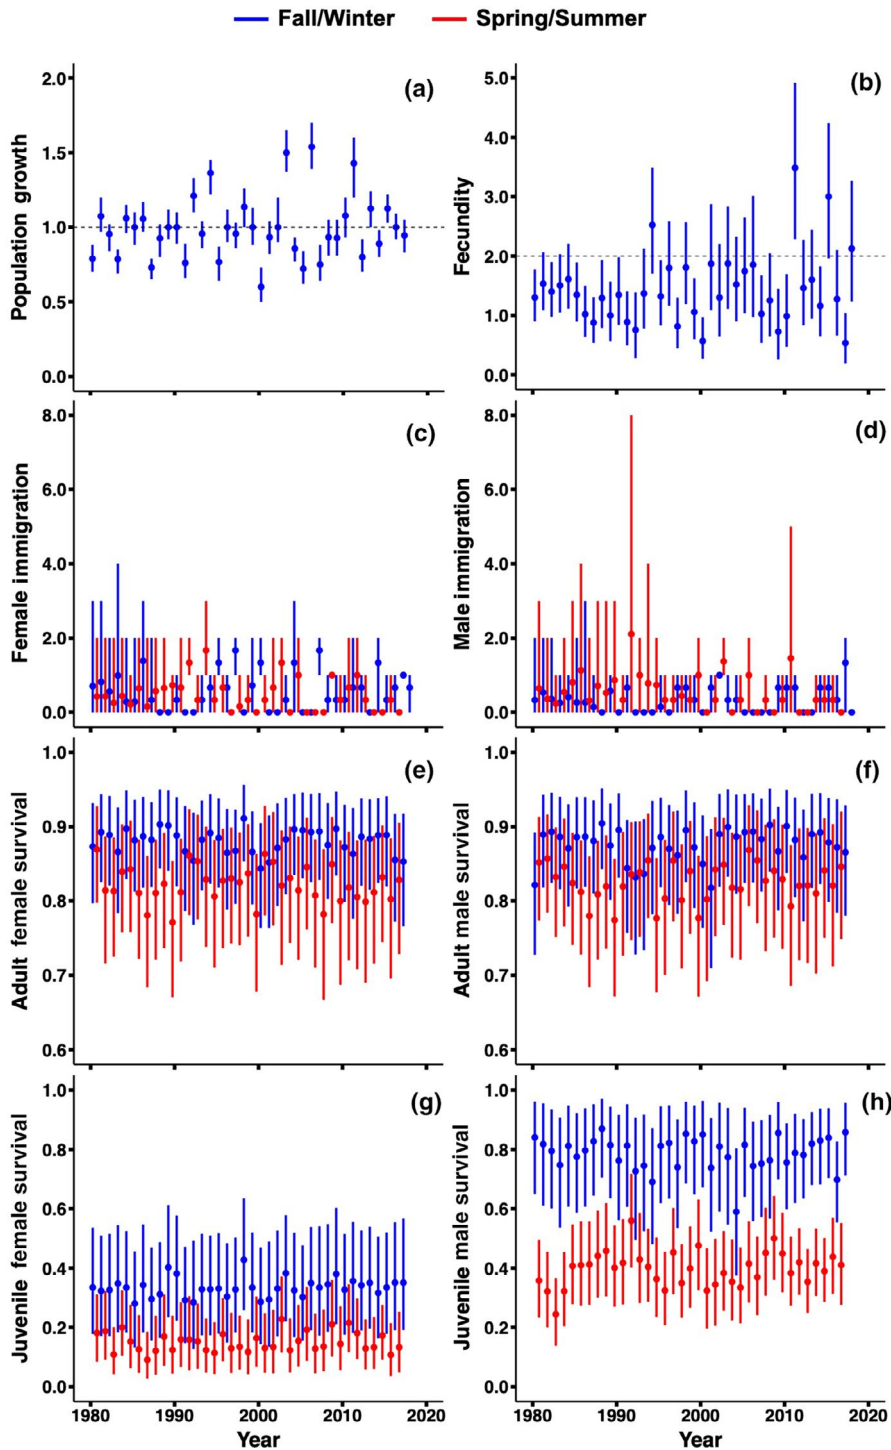 Fall/Winter Spring/Summer
(a)
Population growth
2.0
1.5
1.0
0.5
0.0
(b)
Fecundity
5.0
4.0
3.0
2.0
1.0
0.0
(c)
Female immigration
8.0
6.0
4.0
2.0
0.0
(d)
Male immigration
8.0
6.0
4.0
2.0
0.0
(e)
Adult female survival
1.0
0.9
0.8
0.7
0.6
(f)
Adult male survival
1.0
0.9
0.8
0.7
0.6
(g)
Juvenile female survival
1.0
0.8
0.6
0.4
0.2
0.0
1980 1990 2000 2010 2020
Year
(h)
Juvenile male survival
1.0
0.8
0.6
0.4
0.2
0.0
1980 1990 2000 2010 2020
Year